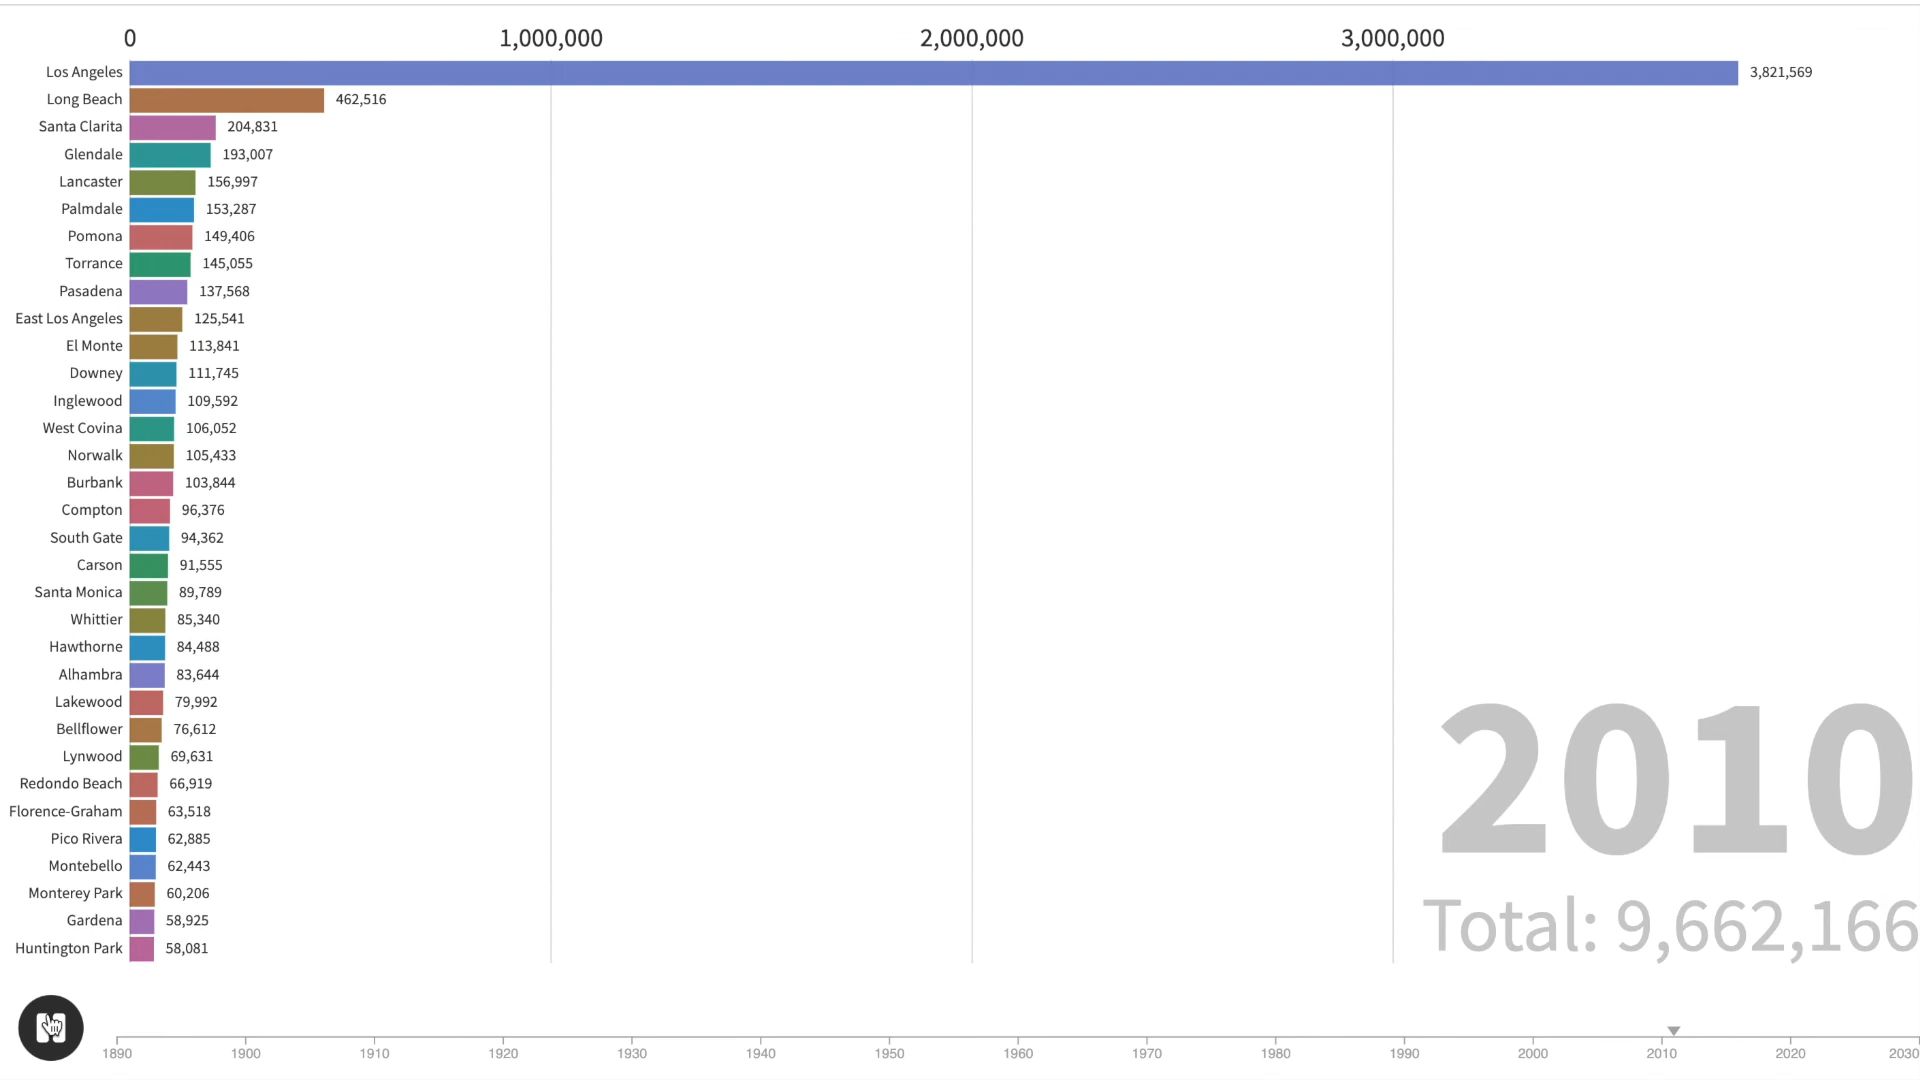 0 1,000,000 2,000,000 3,000,000
Los Angeles 3,821,569
Long Beach 462,516
Santa Clarita 204,831
Glendale 193,007
Lancaster 156,997
Palmdale 153,287
Pomona 149,406
Torrance 145,055
Pasadena 137,568
East Los Angeles 125,541
El Monte 113,841
Downey 111,745
Inglewood 109,592
West Covina 106,052
Norwalk 105,433
Burbank 103,844
Compton 96,376
South Gate 94,362
Carson 91,555
Santa Monica 89,789
Whittier 85,340
Hawthorne 84,488
Alhambra 83,644
Lakewood 79,992
Bellflower 76,612
Lynwood 69,631
Redondo Beach 66,919
Florence-Graham 63,518
Pico Rivera 62,885
Montebello 62,443
Monterey Park 60,206
Gardena 58,925
Huntington Park 58,081
2010
Total: 9,662,166
1890 1900 1910 1920 1930 1940 1950 1960 1970 1980 1990 2000 2010 2020 2030